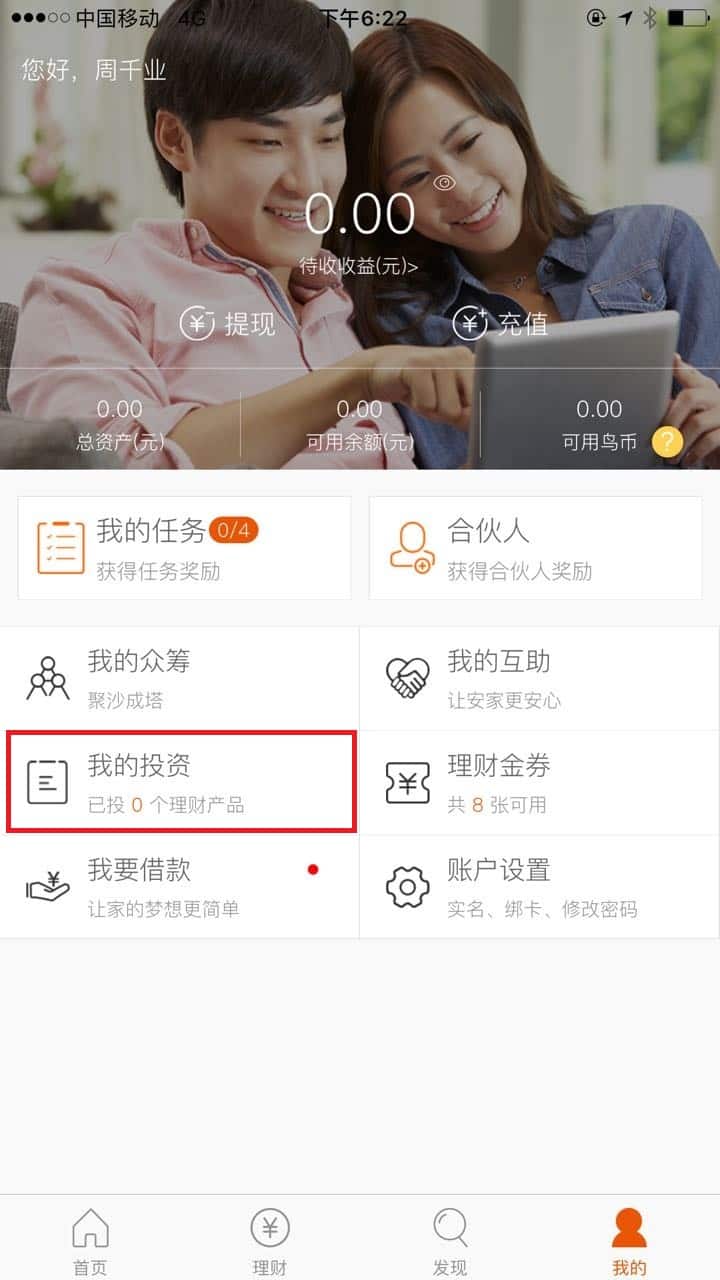 中国移动 4G 下午6:22
您好，周千业
0.00
待收收益(元)>
提现 充值
0.00 0.00 0.00
总资产(元) 可用余额(元) 可用鸟币 ?
我的任务 0/4 合伙人
获得任务奖励 获得合伙人奖励
我的众筹 我的互助
聚沙成塔 让安家更安心
我的投资 理财金券
已投 0 个理财产品 共 8 张可用
我要借款 账户设置
让家的梦想更简单 实名、绑卡、修改密码
首页 理财 发现 我的